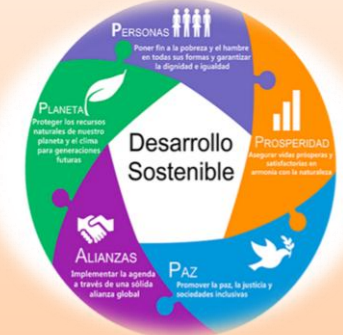 PERSONAS
Poner fin a la pobreza y el hambre
en todas sus formas y garantizar
la dignidad e igualdad
PLANETA
Proteger los recursos
naturales de nuestro
planeta y el clima
para generaciones
futuras
Desarrollo
Sostenible
PROSPERIDAD
Asegurar vidas prósperas y
satisfactorias en
armonía con la naturaleza
ALIANZAS
Implementar la agenda
a través de una sólida
alianza global
PAZ
Promover la paz, la justicia y
sociedades inclusivas